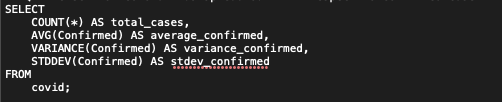 SELECT
COUNT(*) AS total_cases,
AVG(Confirmed) AS average_confirmed,
VARIANCE(Confirmed) AS variance_confirmed,
STDDEV(Confirmed) AS stdev_confirmed
FROM
covid;